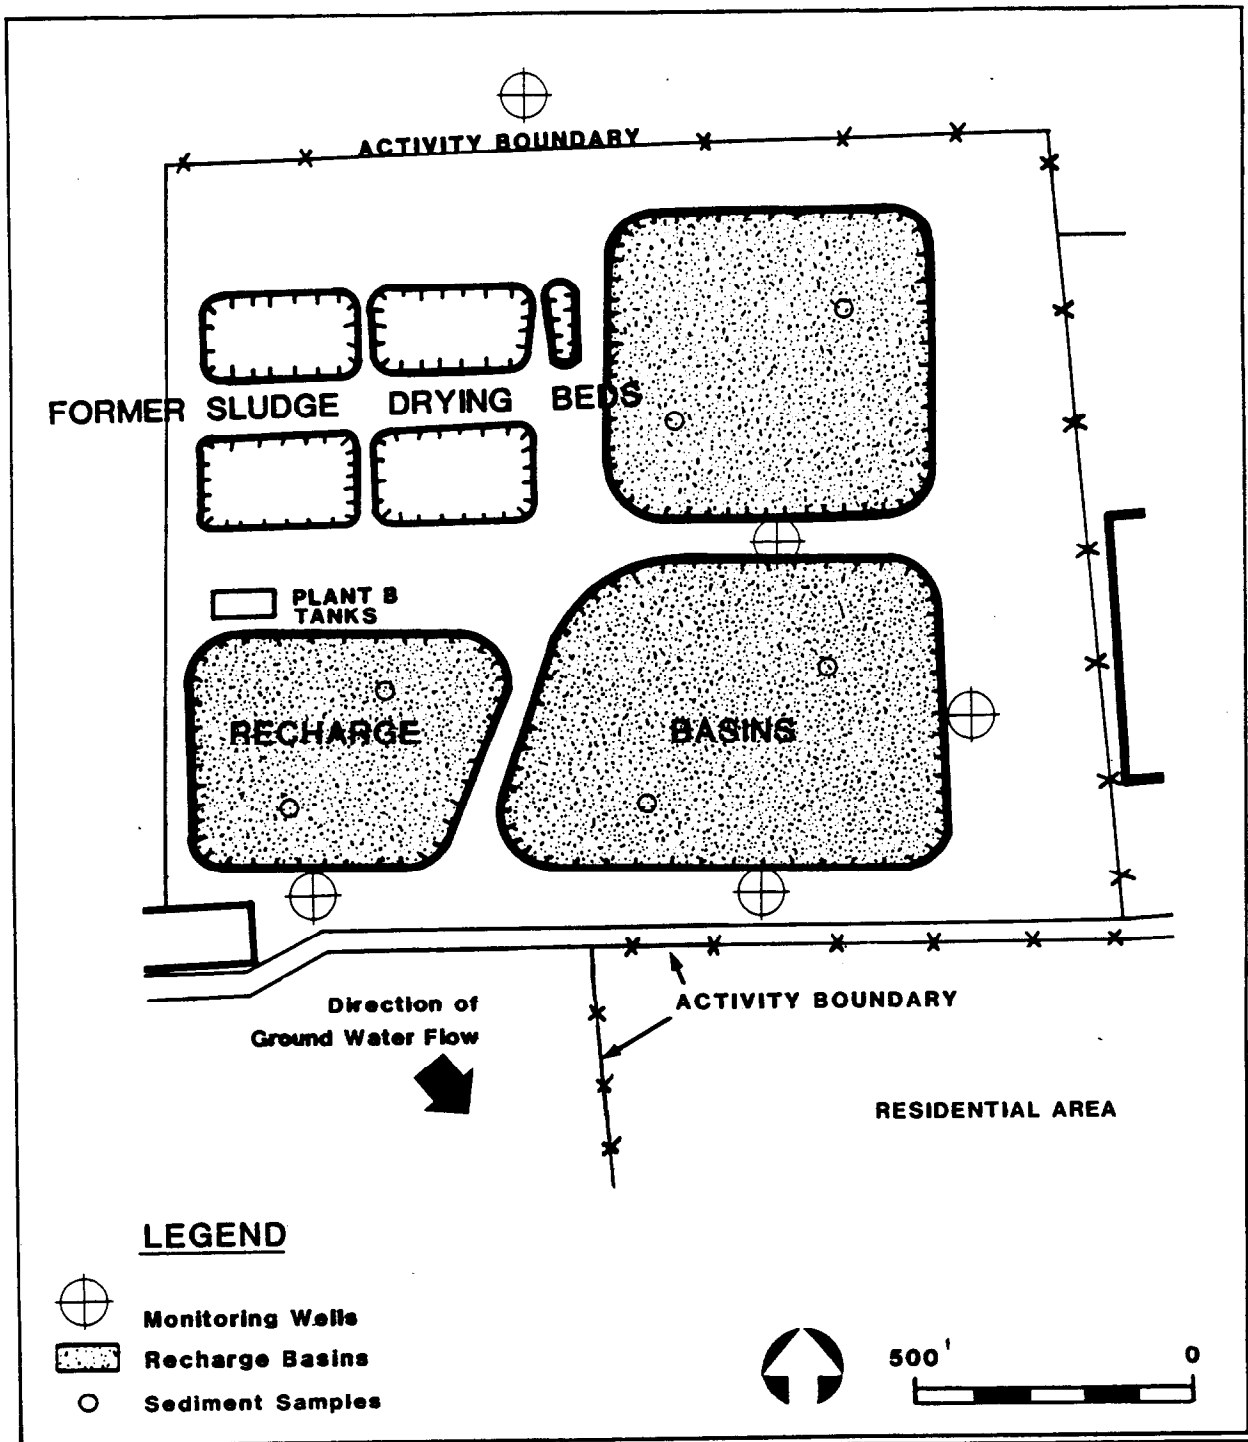 ACTIVITY BOUNDARY
FORMER SLUDGE DRYING BEDS
PLANT B
TANKS
RECHARGE BASINS
Direction of
Ground Water Flow
ACTIVITY BOUNDARY
RESIDENTIAL AREA
LEGEND
Monitoring Wells
Recharge Basins
Sediment Samples
500' 0